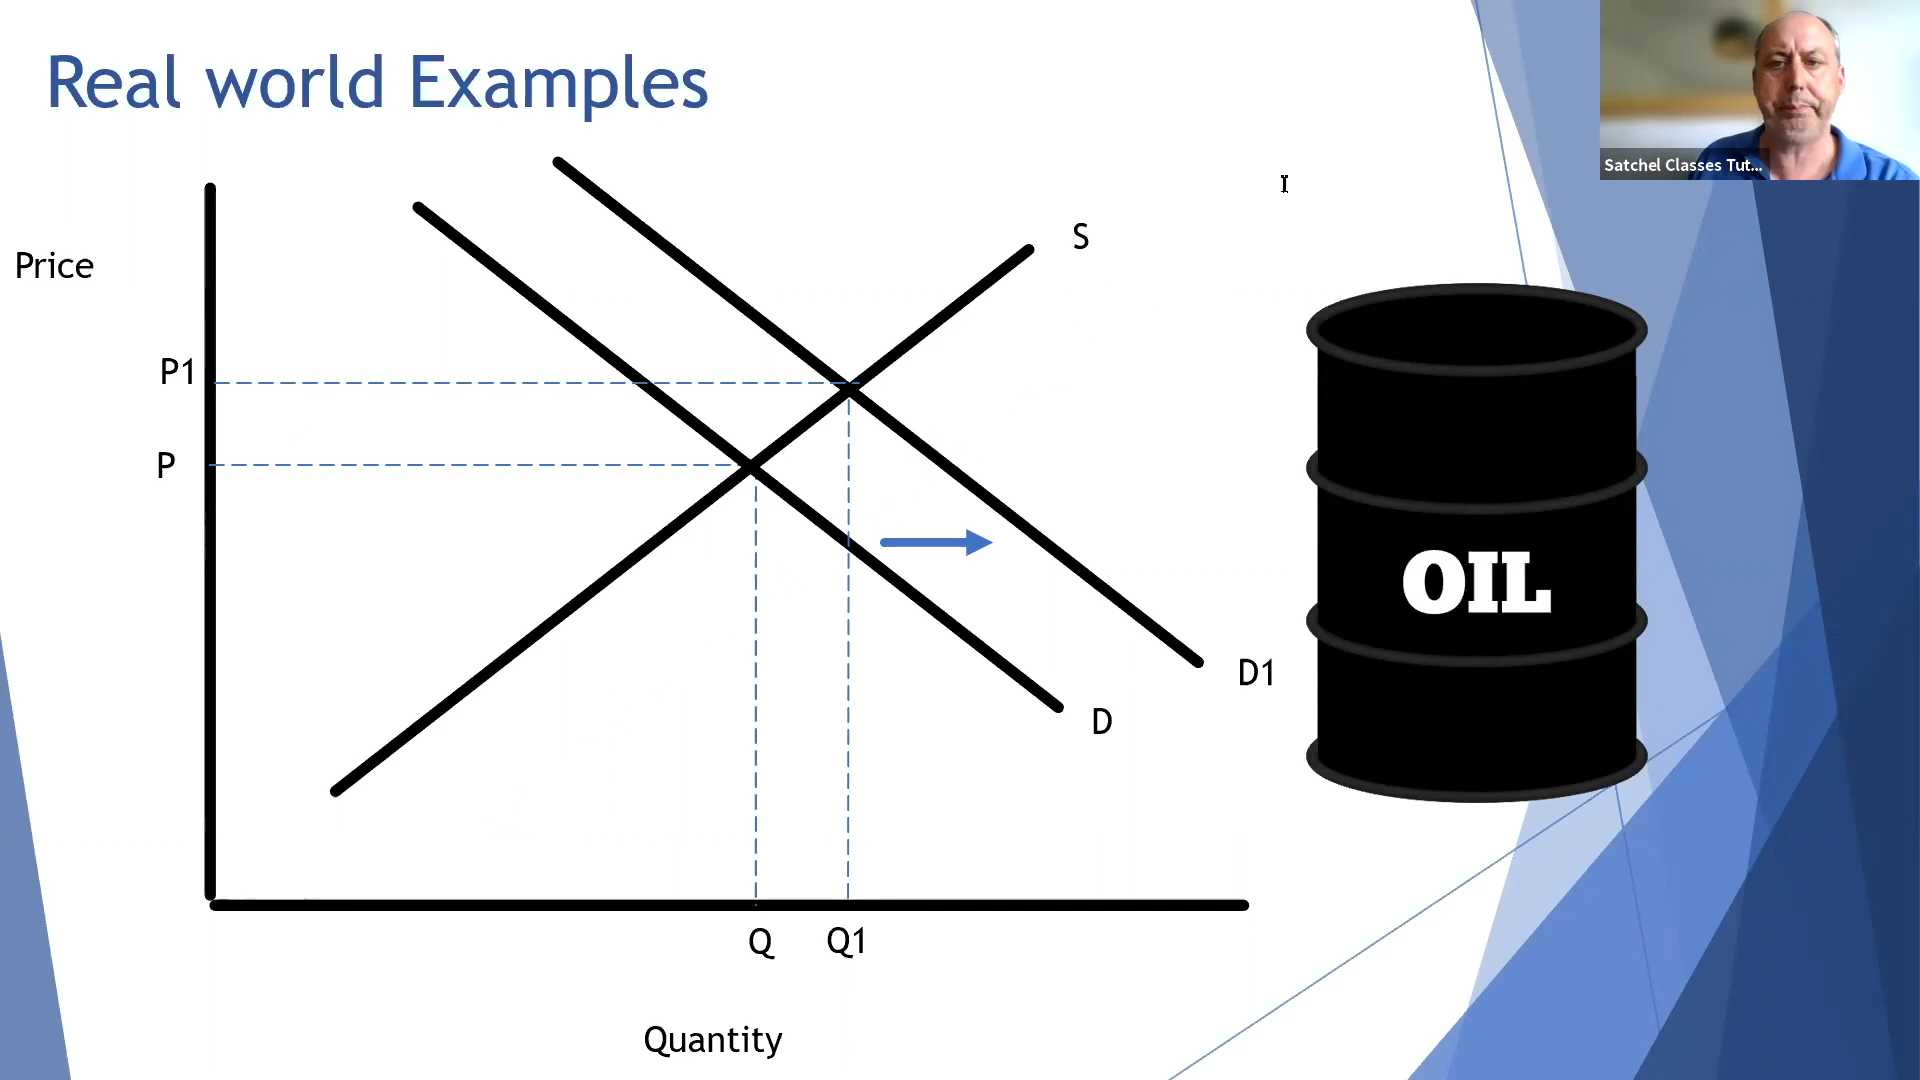 Real world Examples
Satchel Classes Tut...
S
Price
P1
P
OIL
D1
D
Q
Q1
Quantity